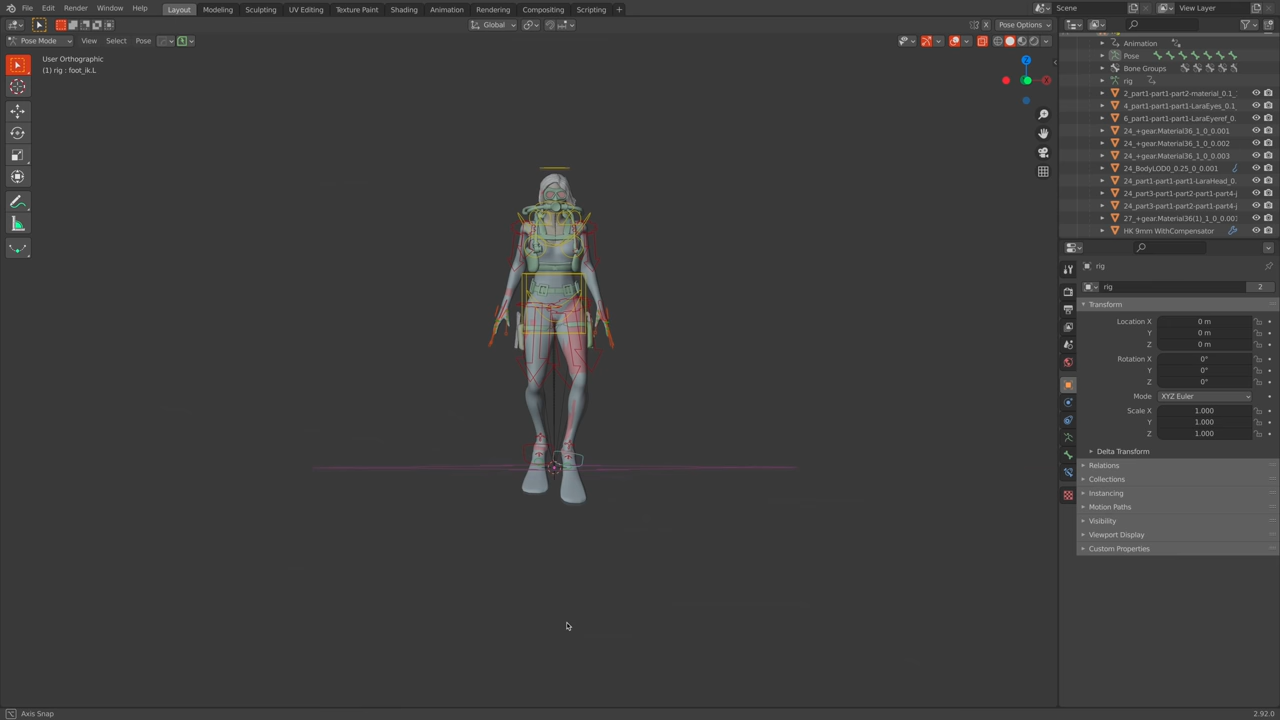 File Edit Render Window Help Layout Modeling Sculpting UV Editing Texture Paint Shading Animation Rendering Compositing Scripting + Scene View Layer
Global Pose Options
Pose Mode View Select Pose
X
User Orthographic
(1) rig : foot_ik.L
Z
Animation
Pose
Bone Groups
rig
2_part1-part1-part2-material_0.1_
4_part1-part1-part1-LaraEyes_0.1_
6_part1-part1-part1-LaraEyeref_0.
24_+gear.Material36_1_0_0.001
24_+gear.Material36_1_0_0.002
24_+gear.Material36_1_0_0.003
24_BodyLOD0_0.25_0_0.001
24_part1-part1-part1-LaraHead_0.
24_part3-part1-part2-part1-part4-j
24_part3-part1-part2-part1-part4-j
27_+gear.Material36(1)_1_0_0.00
HK 9mm WithCompensator
rig
rig 2
Transform
Location X 0 m
Y 0 m
Z 0 m
Rotation X 0°
Y 0°
Z 0°
Mode XYZ Euler
Scale X 1.000
Y 1.000
Z 1.000
Delta Transform
Relations
Collections
Instancing
Motion Paths
Visibility
Viewport Display
Custom Properties
Axis Snap 2.92.0